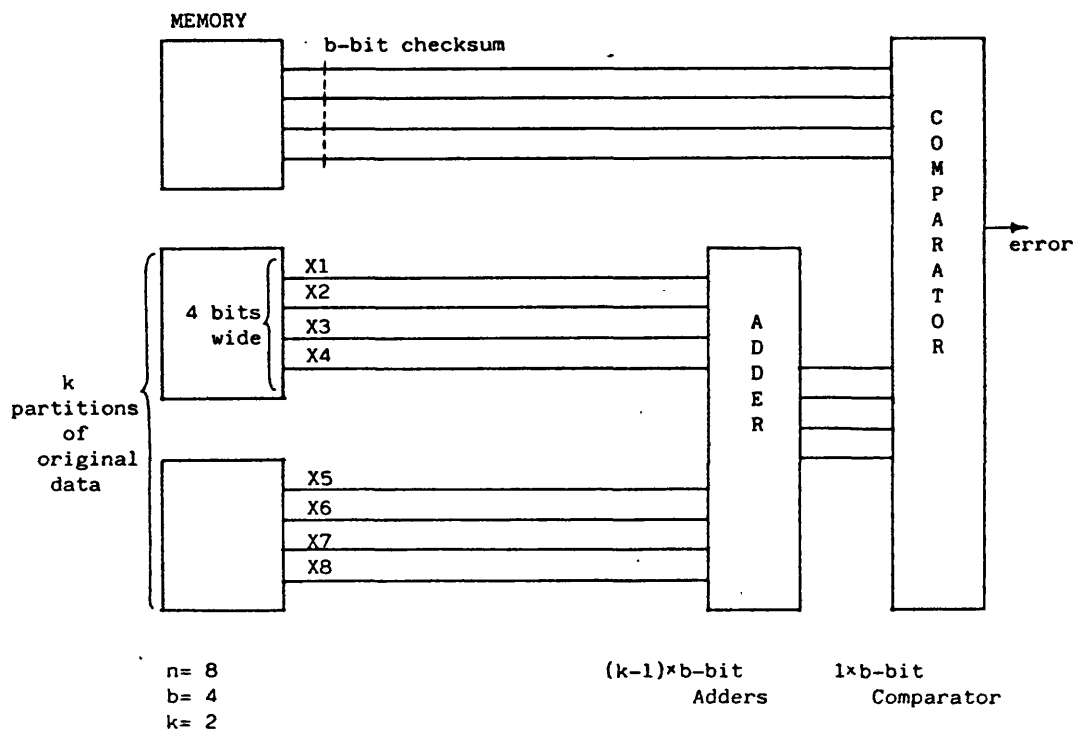 MEMORY
b-bit checksum
C
O
M
P
A
R
A
T
O
R
error
X1
X2
X3
X4
4 bits
wide
A
D
D
E
R
k
partitions
of
original
data
X5
X6
X7
X8
n= 8
b= 4
k= 2
(k-1)×b-bit
Adders
1×b-bit
Comparator